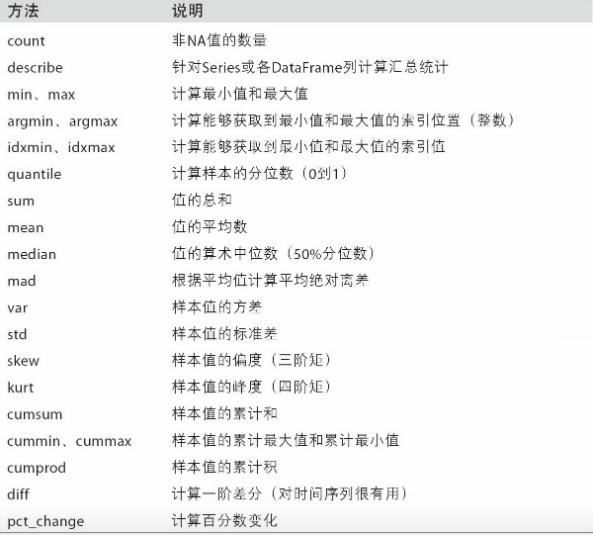 方法 说明
count 非NA值的数量
describe 针对Series或各DataFrame列计算汇总统计
min、max 计算最小值和最大值
argmin、argmax 计算能够获取到最小值和最大值的索引位置（整数）
idxmin、idxmax 计算能够获取到最小值和最大值的索引值
quantile 计算样本的分位数（0到1）
sum 值的总和
mean 值的平均数
median 值的算术中位数（50%分位数）
mad 根据平均值计算平均绝对离差
var 样本值的方差
std 样本值的标准差
skew 样本值的偏度（三阶矩）
kurt 样本值的峰度（四阶矩）
cumsum 样本值的累计和
cummin、cummax 样本值的累计最大值和累计最小值
cumprod 样本值的累计积
diff 计算一阶差分（对时间序列很有用）
pct_change 计算百分数变化